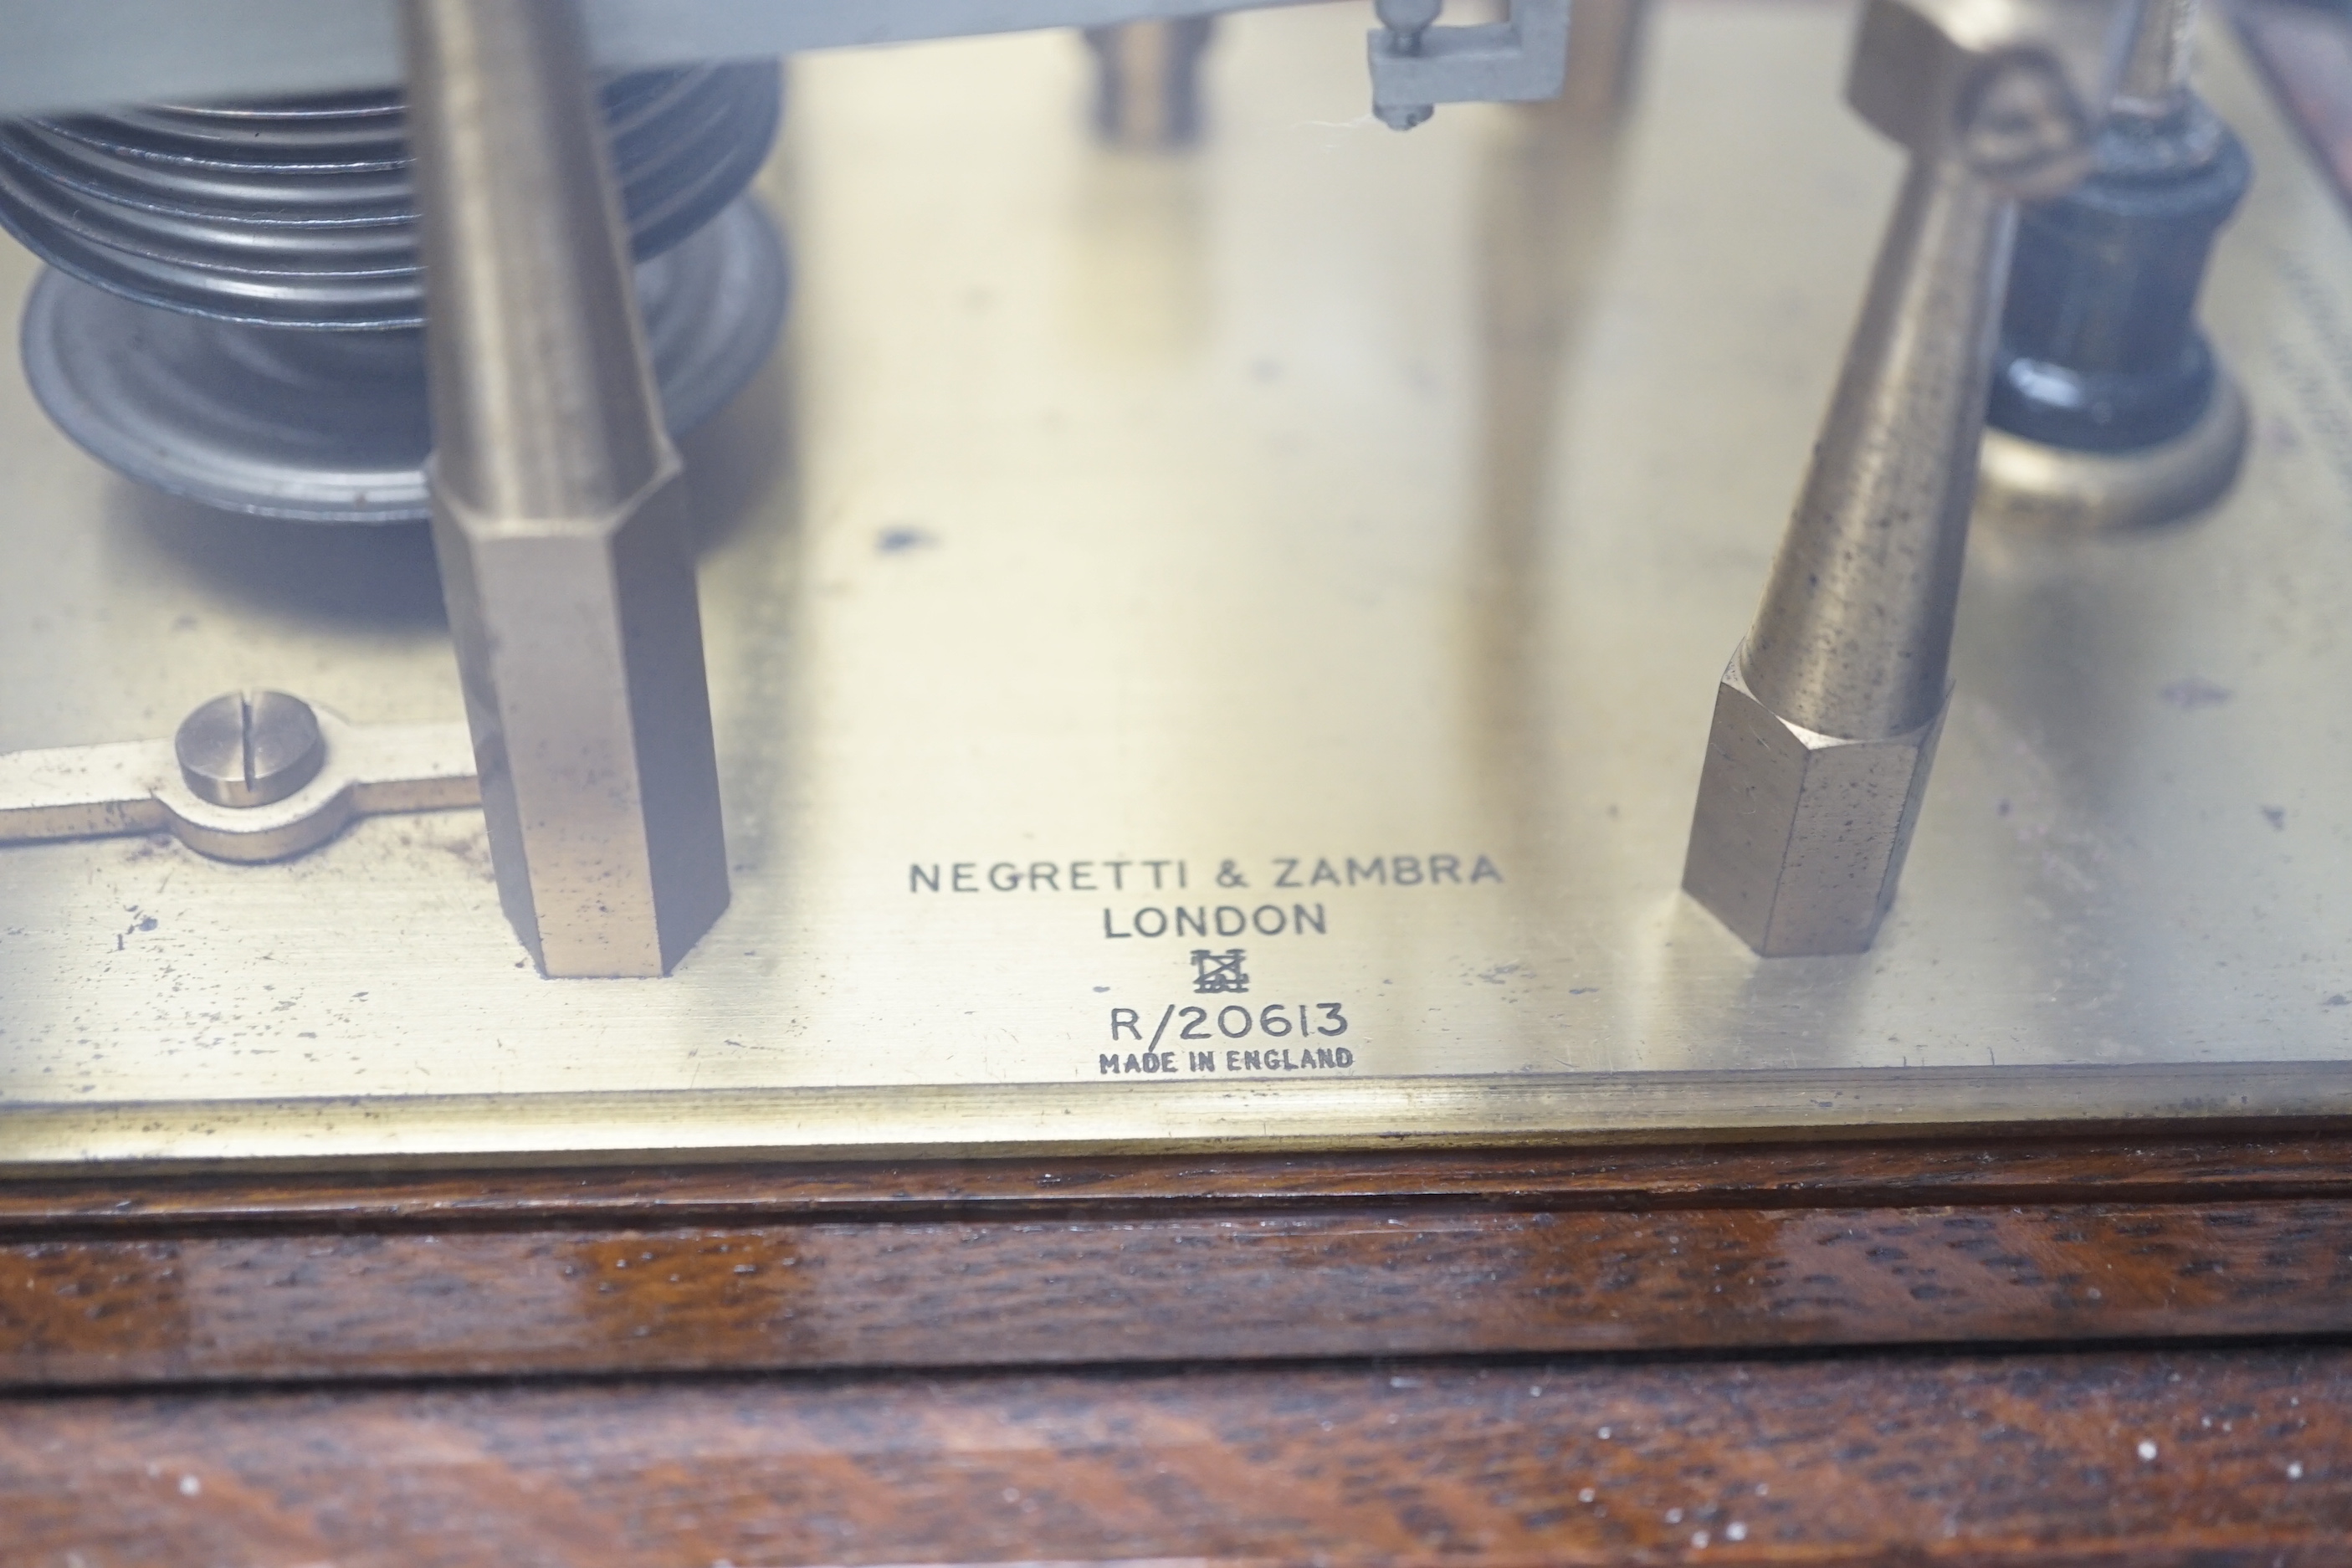 NEGRETTI & ZAMBRA
LONDON
R/20613
MADE IN ENGLAND